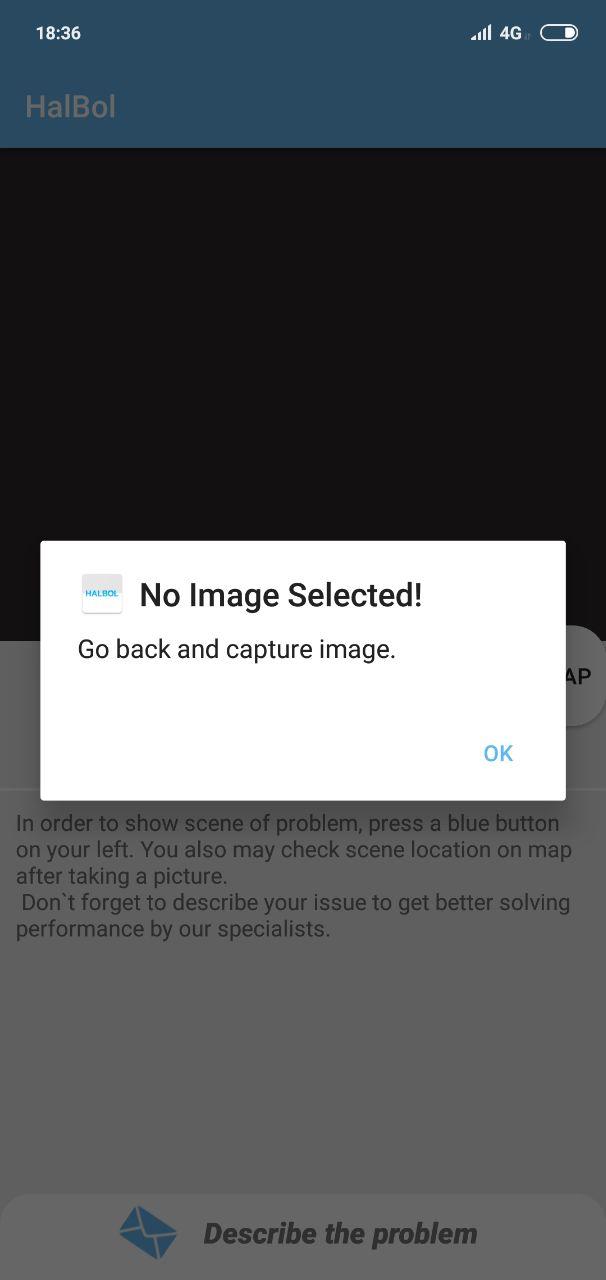 18:36
4G
HalBol
HALBOL
No Image Selected!
Go back and capture image.
AP
OK
In order to show scene of problem, press a blue button
on your left. You also may check scene location on map
after taking a picture.
Don`t forget to describe your issue to get better solving
performance by our specialists.
Describe the problem